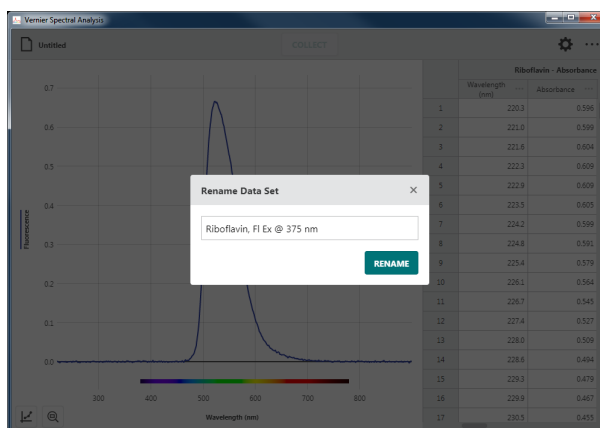 Vernier Spectral Analysis
Untitled
COLLECT
Riboflavin - Absorbance
Wavelength (nm) Absorbance
1 220.3 0.596
2 221.0 0.599
3 221.6 0.604
4 222.3 0.609
5 222.9 0.609
6 223.5 0.605
7 224.2 0.599
8 224.8 0.591
9 225.4 0.579
10 226.1 0.564
11 226.7 0.545
12 227.4 0.527
13 228.0 0.509
14 228.6 0.494
15 229.3 0.479
16 229.9 0.467
17 230.5 0.455
Fluorescence
0.7
0.6
0.5
0.4
0.3
0.2
0.1
0.0
300 400 500 600 700 800
Wavelength (nm)
Rename Data Set
Riboflavin, Fl Ex @ 375 nm
RENAME